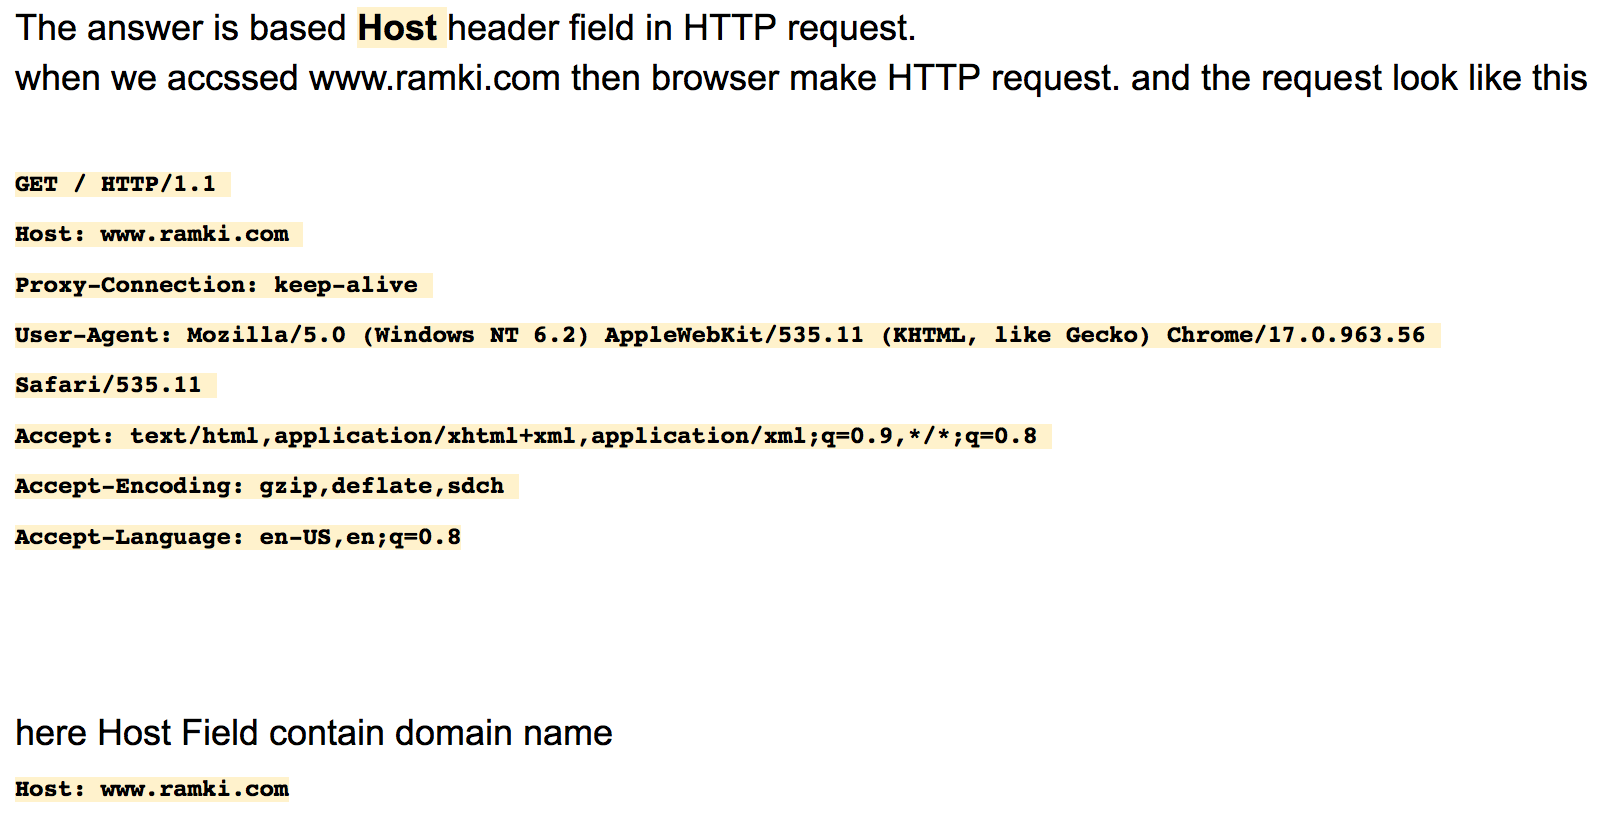 The answer is based Host header field in HTTP request.
when we accssed www.ramki.com then browser make HTTP request. and the request look like this
GET / HTTP/1.1
Host: www.ramki.com
Proxy-Connection: keep-alive
User-Agent: Mozilla/5.0 (Windows NT 6.2) AppleWebKit/535.11 (KHTML, like Gecko) Chrome/17.0.963.56
Safari/535.11
Accept: text/html,application/xhtml+xml,application/xml;q=0.9,*/*;q=0.8
Accept-Encoding: gzip,deflate,sdch
Accept-Language: en-US,en;q=0.8
here Host Field contain domain name
Host: www.ramki.com